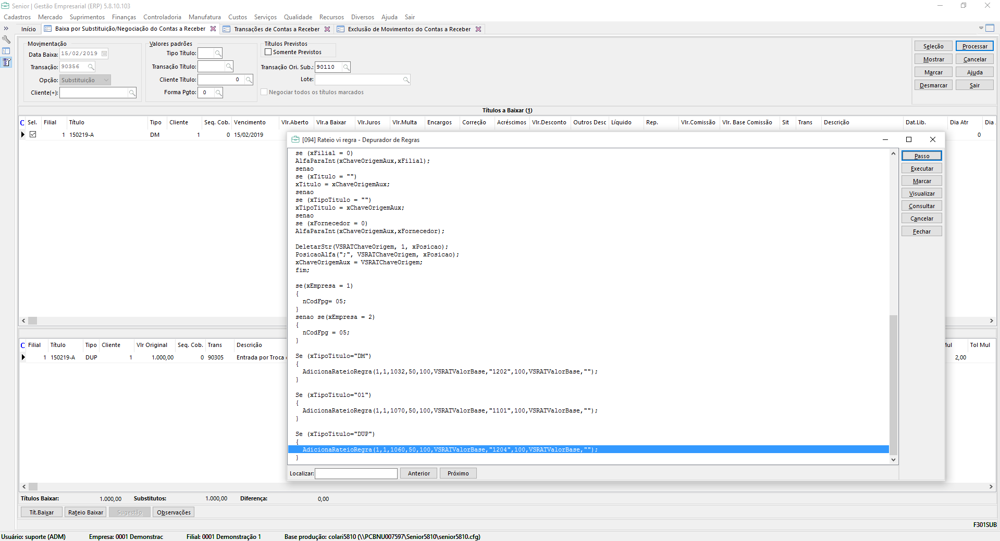 Senior | Gestão Empresarial (ERP) 5.8.10.103
Cadastros Mercado Suprimentos Finanças Controladoria Manufatura Custos Serviços Qualidade Recursos Diversos Ajuda Sair
Início Baixa por Substituição/Negociação do Contas a Receber Transações de Contas a Receber Exclusão de Movimentos do Contas a Receber
Movimentação
Data Baixa: 15/02/2019
Transação: 90356
Opção: Substituição
Cliente(+):
Valores padrões
Tipo Título:
Transação Título:
Cliente Título: 0
Forma Pgto: 0
Títulos Previstos
Somente Previstos
Transação Ori. Sub.: 90110
Lote:
Negociar todos os títulos marcados
Seleção Processar
Mostrar Cancelar
Marcar Ajuda
Desmarcar Sair
Títulos a Baixar (1)
C Sel. Filial Título Tipo Cliente Seq. Cob. Vencimento Vlr.Aberto Vlr.a Baixar Vlr.Juros Vlr.Multa Encargos Correção Acréscimos Vlr.Desconto Outros Desc Líquido Rep. Vlr.Comissão Vlr. Base Comissão Sit Trans Descrição Dat.Lib. Dia Atr Dia
1 150219-A DM 1 0 15/02/2019 0
[094] Rateio vi regra - Depurador de Regras
se (xFilial = 0)
AlfaParaInt(xChaveOrigemAux,xFilial);
senao
se (xTitulo = "")
xTitulo = xChaveOrigemAux;
senao
se (xTipoTitulo = "")
xTipoTitulo = xChaveOrigemAux;
senao
se (xFornecedor = 0)
AlfaParaInt(xChaveOrigemAux,xFornecedor);
DeletarStr(VSRATChaveOrigem, 1, xPosicao);
PosicaoAlfa(";", VSRATChaveOrigem, xPosicao);
xChaveOrigemAux = VSRATChaveOrigem;
fim;
se(xEmpresa = 1)
{
nCodFpg= 05;
}
senao se(xEmpresa = 2)
{
nCodFpg = 05;
}
Se (xTipoTitulo="DM")
{
AdicionaRateioRegra(1,1,1032,50,100,VSRATValorBase,"1202",100,VSRATValorBase,"");
}
Se (xTipoTitulo="01")
{
AdicionaRateioRegra(1,1,1070,50,100,VSRATValorBase,"1101",100,VSRATValorBase,"");
}
Se (xTipoTitulo="DUP")
{
AdicionaRateioRegra(1,1,1060,50,100,VSRATValorBase,"1204",100,VSRATValorBase,"");
}
Passo
Executar
Marcar
Visualizar
Consultar
Cancelar
Fechar
Localizar: Anterior Próximo
C Filial Título Tipo Cliente Vlr Original Seq. Cob. Trans Descrição Mul Tol Mul
1 150219-A DUP 1 1.000,00 0 90305 Entrada por Troca 2,00
Títulos Baixar: 1.000,00 Substitutos: 1.000,00 Diferença: 0,00
Tít.Baixar Rateio Baixar Sugestão Observações
F301SUB
Usuário: suporte (ADM) Empresa: 0001 Demonstrac Filial: 0001 Demonstração 1 Base produção: colari5810 (\\PCBNU007597\Senior5810\senior5810.cfg)